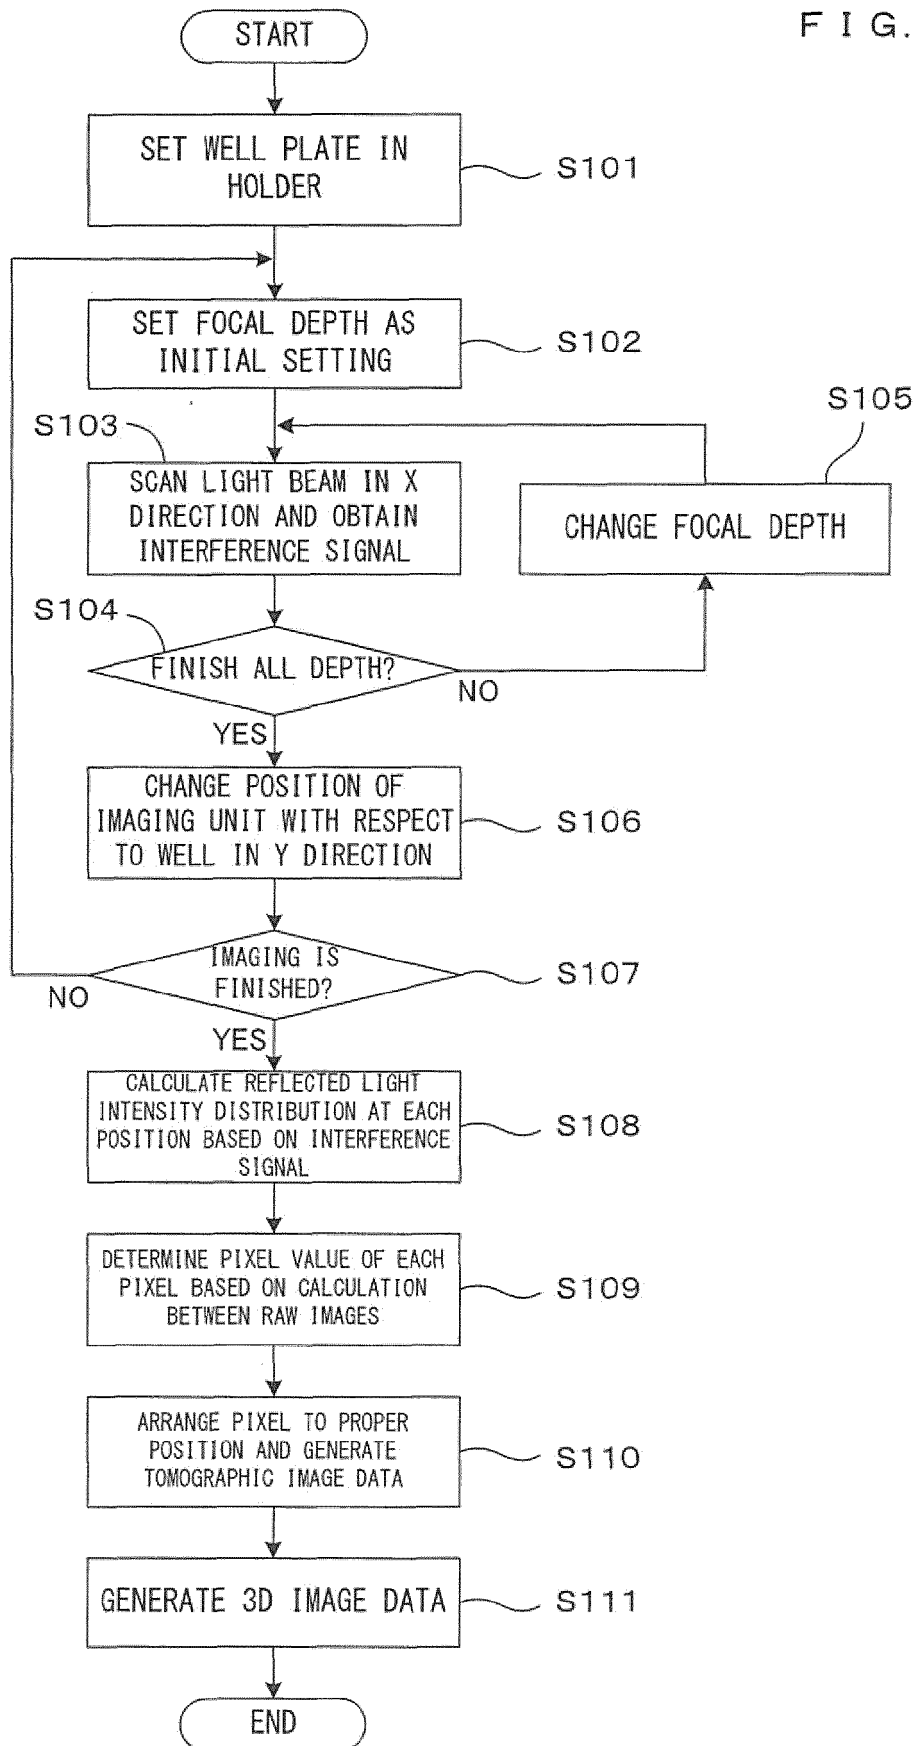 FIG.
START
SET WELL PLATE IN
HOLDER
S101
SET FOCAL DEPTH AS
INITIAL SETTING
S102
S103
SCAN LIGHT BEAM IN X
DIRECTION AND OBTAIN
INTERFERENCE SIGNAL
S105
CHANGE FOCAL DEPTH
S104
FINISH ALL DEPTH?
NO
YES
CHANGE POSITION OF
IMAGING UNIT WITH RESPECT
TO WELL IN Y DIRECTION
S106
IMAGING IS
FINISHED?
S107
NO
YES
CALCULATE REFLECTED LIGHT
INTENSITY DISTRIBUTION AT EACH
POSITION BASED ON INTERFERENCE
SIGNAL
S108
DETERMINE PIXEL VALUE OF EACH
PIXEL BASED ON CALCULATION
BETWEEN RAW IMAGES
S109
ARRANGE PIXEL TO PROPER
POSITION AND GENERATE
TOMOGRAPHIC IMAGE DATA
S110
GENERATE 3D IMAGE DATA
S111
END